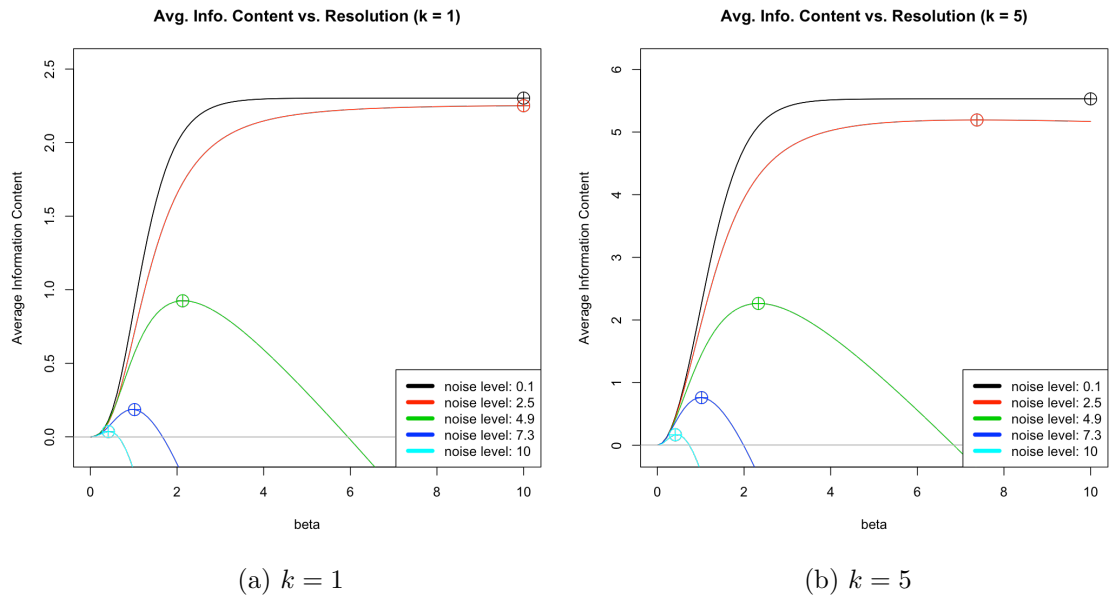 Avg. Info. Content vs. Resolution (k = 1)
Average Information Content
2.5
2.0
1.5
1.0
0.5
0.0
0 2 4 6 8 10
beta
noise level: 0.1
noise level: 2.5
noise level: 4.9
noise level: 7.3
noise level: 10
(a) k = 1
Avg. Info. Content vs. Resolution (k = 5)
Average Information Content
6
5
4
3
2
1
0
0 2 4 6 8 10
beta
noise level: 0.1
noise level: 2.5
noise level: 4.9
noise level: 7.3
noise level: 10
(b) k = 5